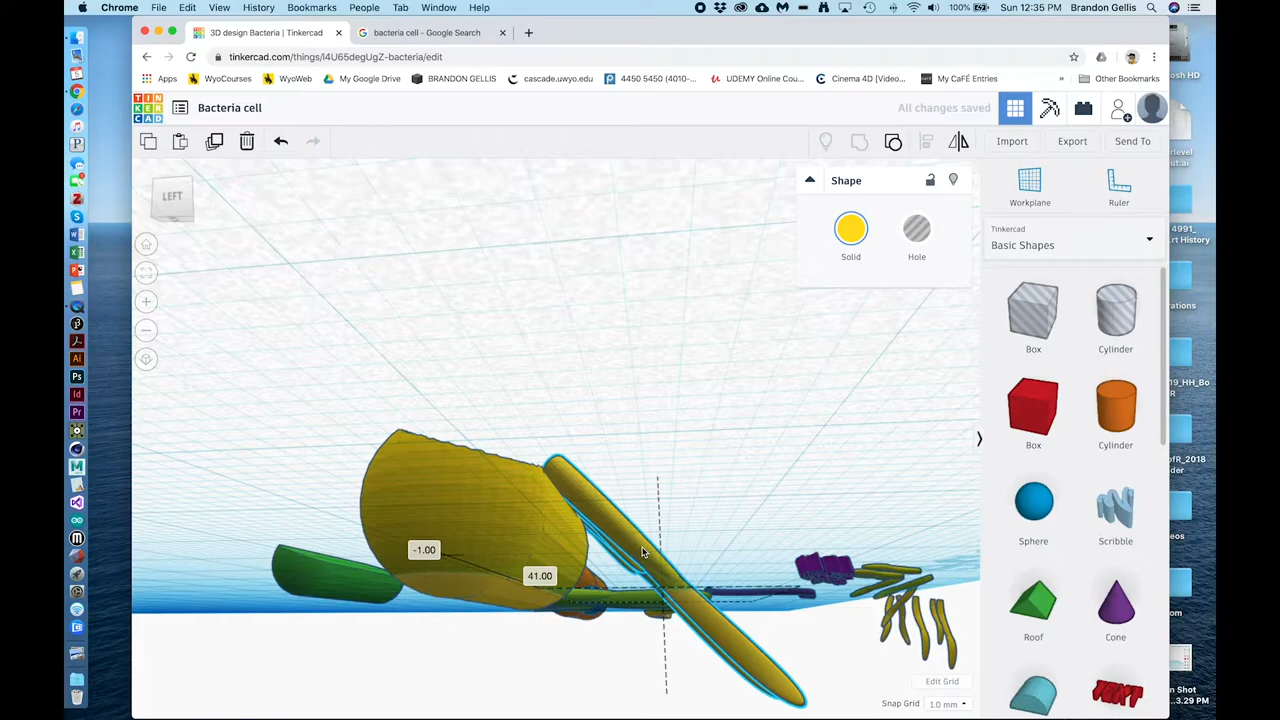 Chrome File Edit View History Bookmarks People Tab Window Help 100% Sun 12:35 PM Brandon Gellis
3D design Bacteria | Tinkercad bacteria cell - Google Search
tinkercad.com/things/l4U65degUgZ-bacteria/edit
Apps WyoCourses WyoWeb My Google Drive BRANDON GELLIS cascade.uwyo.edu 4450 5450 (4010-... UDEMY Online Cou... Cinema 4D [Video... My CaFÉ Entries » Other Bookmarks
TIN
KER
CAD
Bacteria cell All changes saved
Import Export Send To
LEFT
Shape
Solid Hole
Workplane Ruler
Tinkercad
Basic Shapes
Box Cylinder
Box Cylinder
Sphere Scribble
Roof Cone
-11.00
41.00
Edit Grid
Snap Grid
4991_
rt History